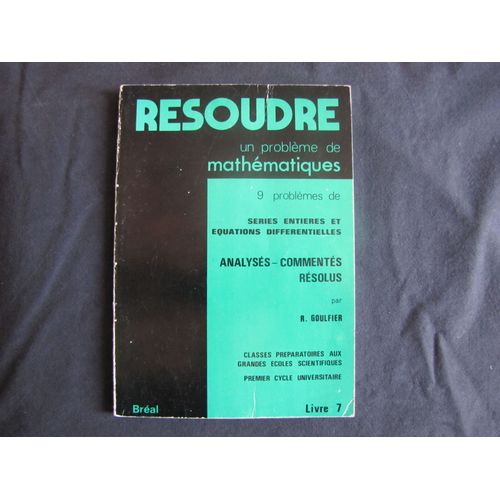 RESOUDRE
un problème de
mathématiques
9 problèmes de
SERIES ENTIERES ET
EQUATIONS DIFFERENTIELLES
ANALYSÉS - COMMENTÉS
RÉSOLUS
par
R. GOULFIER
CLASSES PREPARATOIRES AUX
GRANDES ECOLES SCIENTIFIQUES
PREMIER CYCLE UNIVERSITAIRE
Bréal
Livre 7